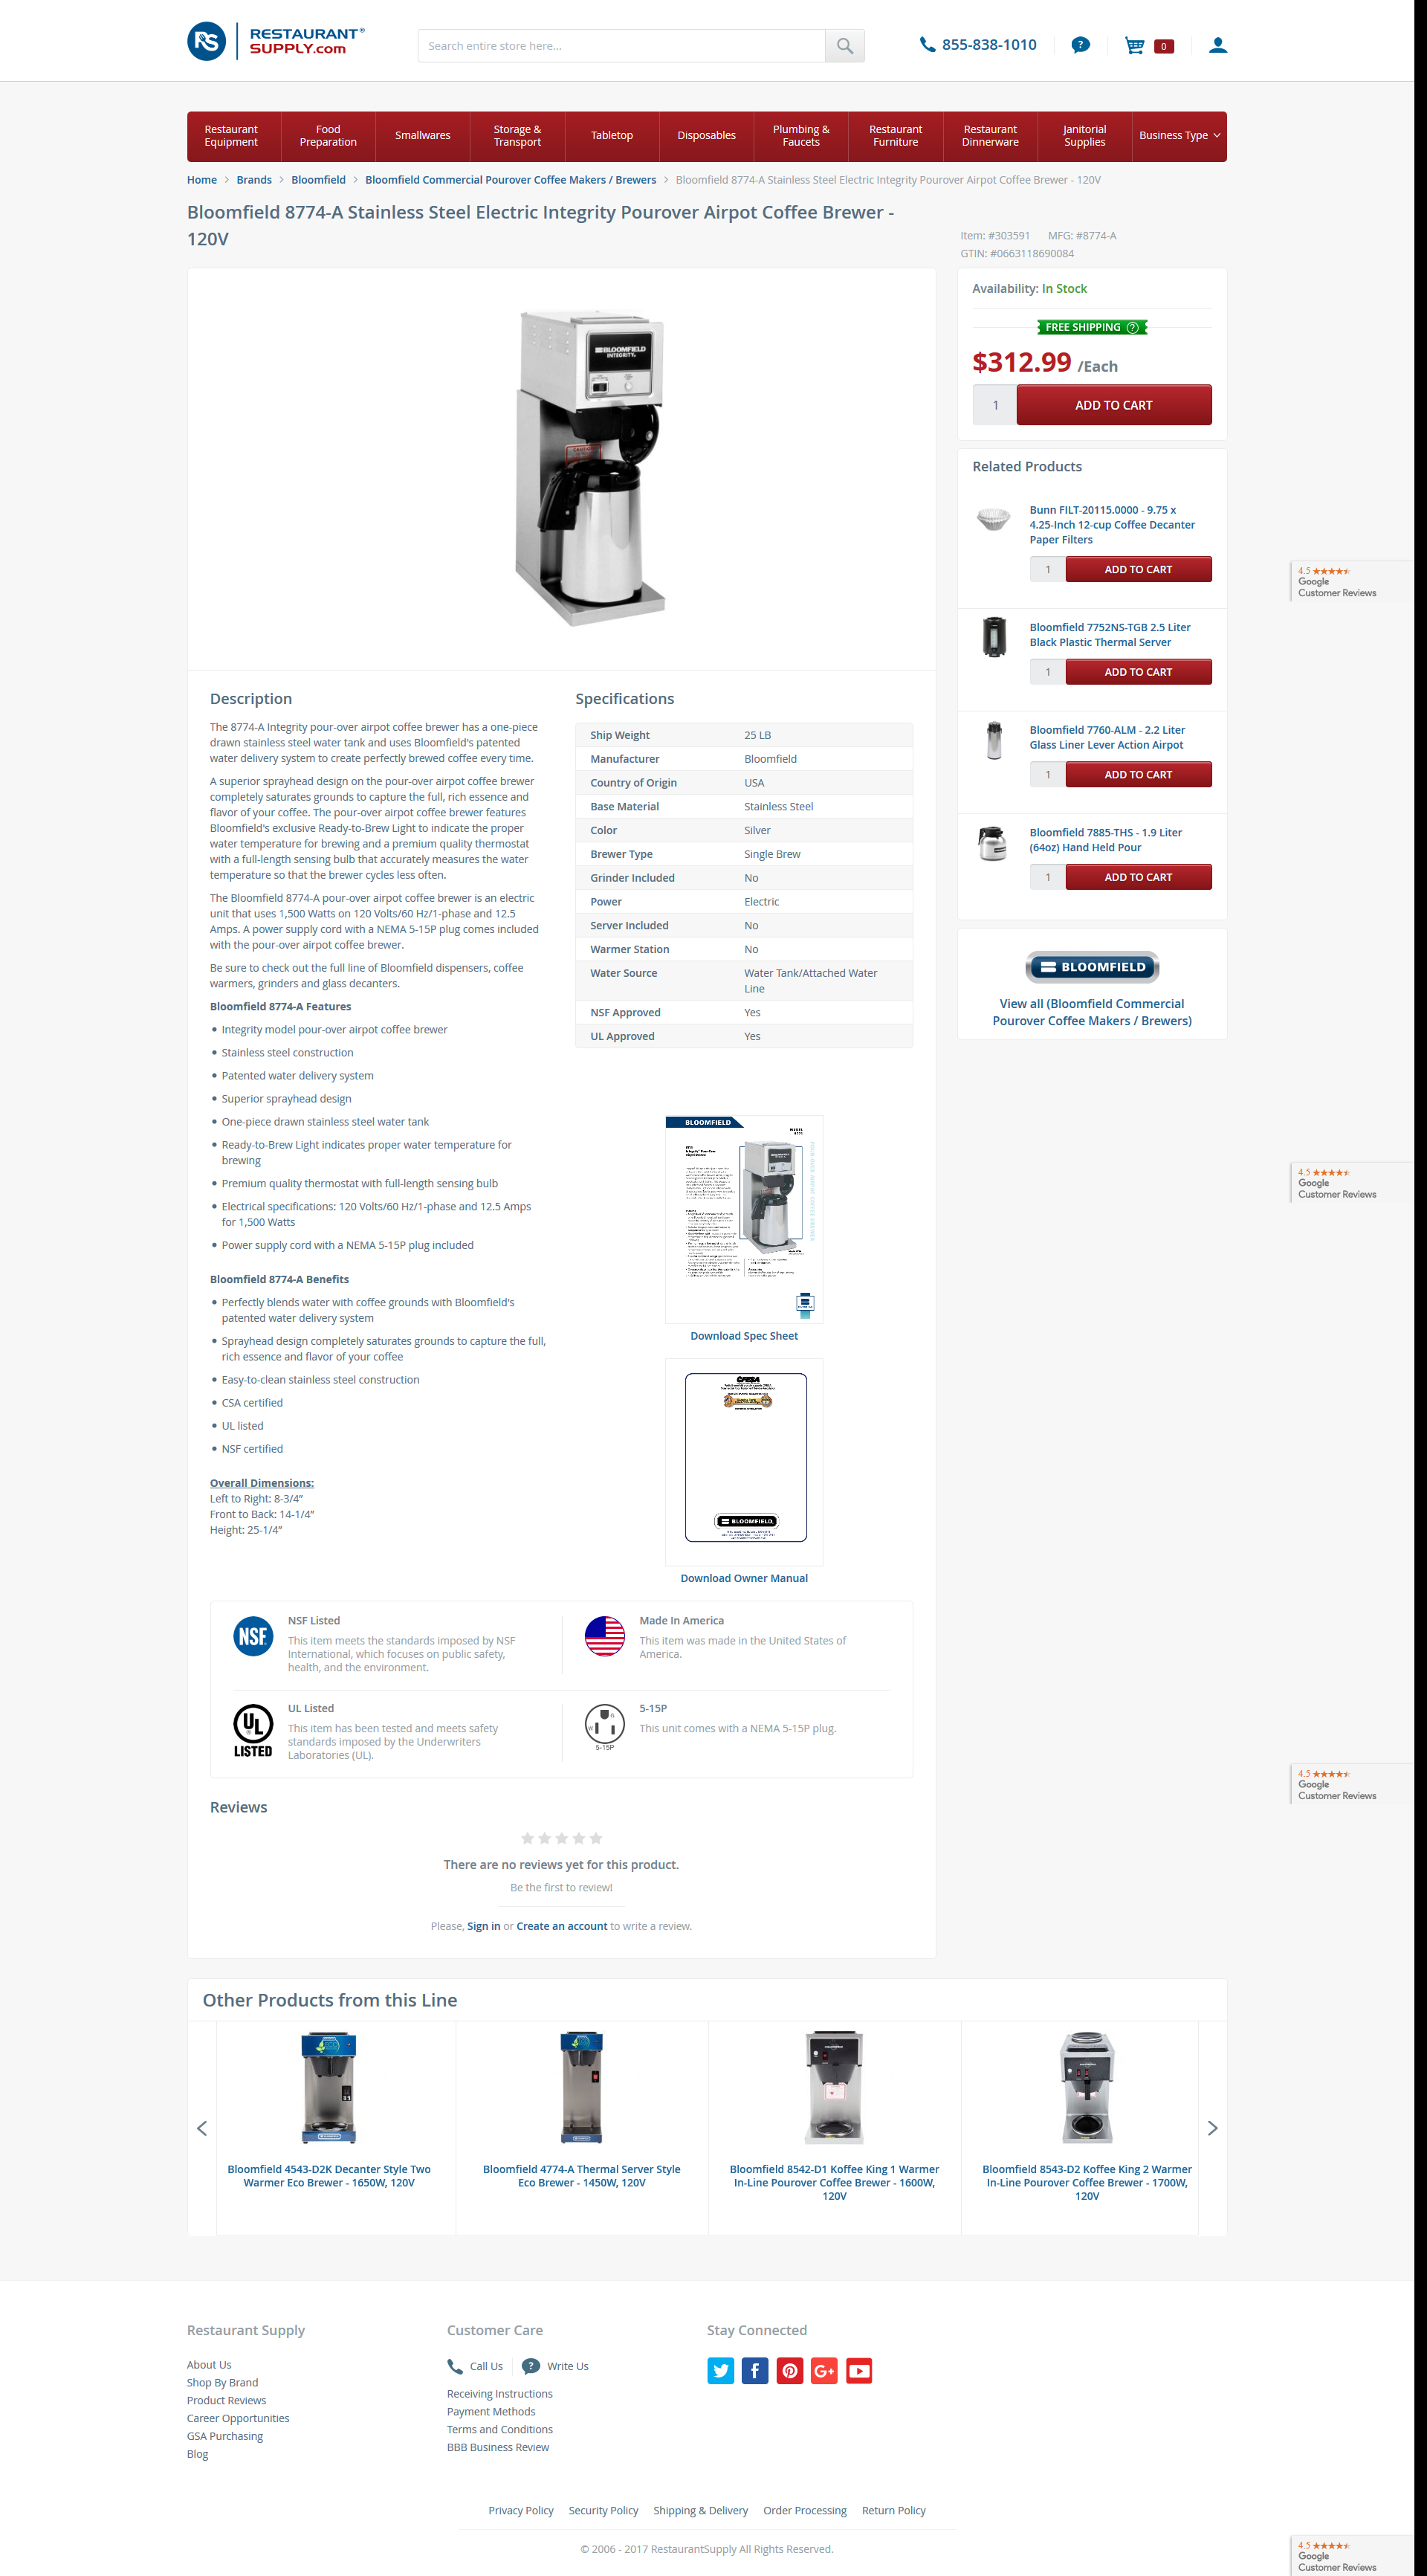 RS RESTAURANT®
SUPPLY.com
Search entire store here...
855-838-1010
?
0
Restaurant
Equipment
Food
Preparation
Smallwares
Storage &
Transport
Tabletop
Disposables
Plumbing &
Faucets
Restaurant
Furniture
Restaurant
Dinnerware
Janitorial
Supplies
Business Type
Home > Brands > Bloomfield > Bloomfield Commercial Pourover Coffee Makers / Brewers > Bloomfield 8774-A Stainless Steel Electric Integrity Pourover Airpot Coffee Brewer - 120V
Bloomfield 8774-A Stainless Steel Electric Integrity Pourover Airpot Coffee Brewer -
120V
Item: #303591 MFG: #8774-A
GTIN: #0663118690084
BLOOMFIELD
INTEGRITY.
Availability: In Stock
FREE SHIPPING ?
$312.99 /Each
1 ADD TO CART
Related Products
Bunn FILT-20115.0000 - 9.75 x
4.25-Inch 12-cup Coffee Decanter
Paper Filters
1 ADD TO CART
Bloomfield 7752NS-TGB 2.5 Liter
Black Plastic Thermal Server
1 ADD TO CART
Bloomfield 7760-ALM - 2.2 Liter
Glass Liner Lever Action Airpot
1 ADD TO CART
Bloomfield 7885-THS - 1.9 Liter
(64oz) Hand Held Pour
1 ADD TO CART
BLOOMFIELD
View all (Bloomfield Commercial
Pourover Coffee Makers / Brewers)
4.5
Google
Customer Reviews
Description
The 8774-A Integrity pour-over airpot coffee brewer has a one-piece
drawn stainless steel water tank and uses Bloomfield's patented
water delivery system to create perfectly brewed coffee every time.
A superior sprayhead design on the pour-over airpot coffee brewer
completely saturates grounds to capture the full, rich essence and
flavor of your coffee. The pour-over airpot coffee brewer features
Bloomfield's exclusive Ready-to-Brew Light to indicate the proper
water temperature for brewing and a premium quality thermostat
with a full-length sensing bulb that accurately measures the water
temperature so that the brewer cycles less often.
The Bloomfield 8774-A pour-over airpot coffee brewer is an electric
unit that uses 1,500 Watts on 120 Volts/60 Hz/1-phase and 12.5
Amps. A power supply cord with a NEMA 5-15P plug comes included
with the pour-over airpot coffee brewer.
Be sure to check out the full line of Bloomfield dispensers, coffee
warmers, grinders and glass decanters.
Bloomfield 8774-A Features
• Integrity model pour-over airpot coffee brewer
• Stainless steel construction
• Patented water delivery system
• Superior sprayhead design
• One-piece drawn stainless steel water tank
• Ready-to-Brew Light indicates proper water temperature for
brewing
• Premium quality thermostat with full-length sensing bulb
• Electrical specifications: 120 Volts/60 Hz/1-phase and 12.5 Amps
for 1,500 Watts
• Power supply cord with a NEMA 5-15P plug included
Bloomfield 8774-A Benefits
• Perfectly blends water with coffee grounds with Bloomfield's
patented water delivery system
• Sprayhead design completely saturates grounds to capture the full,
rich essence and flavor of your coffee
• Easy-to-clean stainless steel construction
• CSA certified
• UL listed
• NSF certified
Overall Dimensions:
Left to Right: 8-3/4"
Front to Back: 14-1/4"
Height: 25-1/4"
Specifications
Ship Weight 25 LB
Manufacturer Bloomfield
Country of Origin USA
Base Material Stainless Steel
Color Silver
Brewer Type Single Brew
Grinder Included No
Power Electric
Server Included No
Warmer Station No
Water Source Water Tank/Attached Water
Line
NSF Approved Yes
UL Approved Yes
BLOOMFIELD
Download Spec Sheet
CFESA
BLOOMFIELD
Download Owner Manual
4.5
Google
Customer Reviews
NSF
NSF Listed
This item meets the standards imposed by NSF
International, which focuses on public safety,
health, and the environment.
Made In America
This item was made in the United States of
America.
UL
®
LISTED
UL Listed
This item has been tested and meets safety
standards imposed by the Underwriters
Laboratories (UL).
W G
5-15P
5-15P
This unit comes with a NEMA 5-15P plug.
4.5
Google
Customer Reviews
Reviews
There are no reviews yet for this product.
Be the first to review!
Please, Sign in or Create an account to write a review.
Other Products from this Line
Bloomfield 4543-D2K Decanter Style Two
Warmer Eco Brewer - 1650W, 120V
Bloomfield 4774-A Thermal Server Style
Eco Brewer - 1450W, 120V
Bloomfield 8542-D1 Koffee King 1 Warmer
In-Line Pourover Coffee Brewer - 1600W,
120V
Bloomfield 8543-D2 Koffee King 2 Warmer
In-Line Pourover Coffee Brewer - 1700W,
120V
Restaurant Supply
About Us
Shop By Brand
Product Reviews
Career Opportunities
GSA Purchasing
Blog
Customer Care
Call Us ? Write Us
Receiving Instructions
Payment Methods
Terms and Conditions
BBB Business Review
Stay Connected
f G+
Privacy Policy Security Policy Shipping & Delivery Order Processing Return Policy
© 2006 - 2017 RestaurantSupply All Rights Reserved.
4.5
Google
Customer Reviews